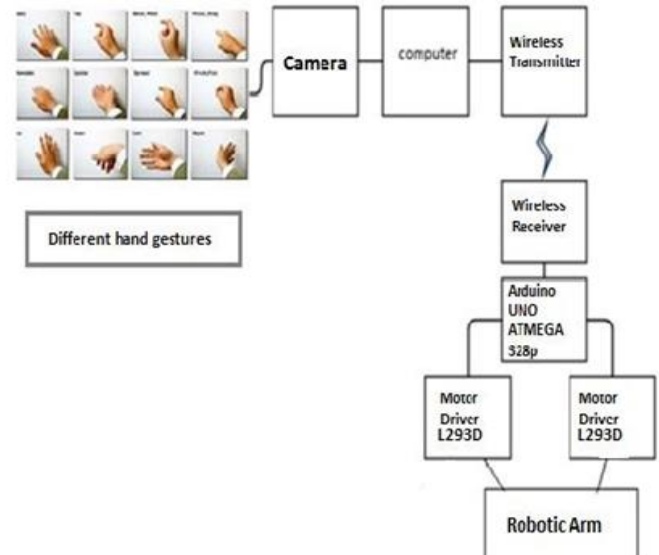 Camera
computer
Wireless
Transmitter
Different hand gestures
Wireless
Receiver
Arduino
UNO
ATMEGA
328p
Motor
Driver
L293D
Motor
Driver
L293D
Robotic Arm